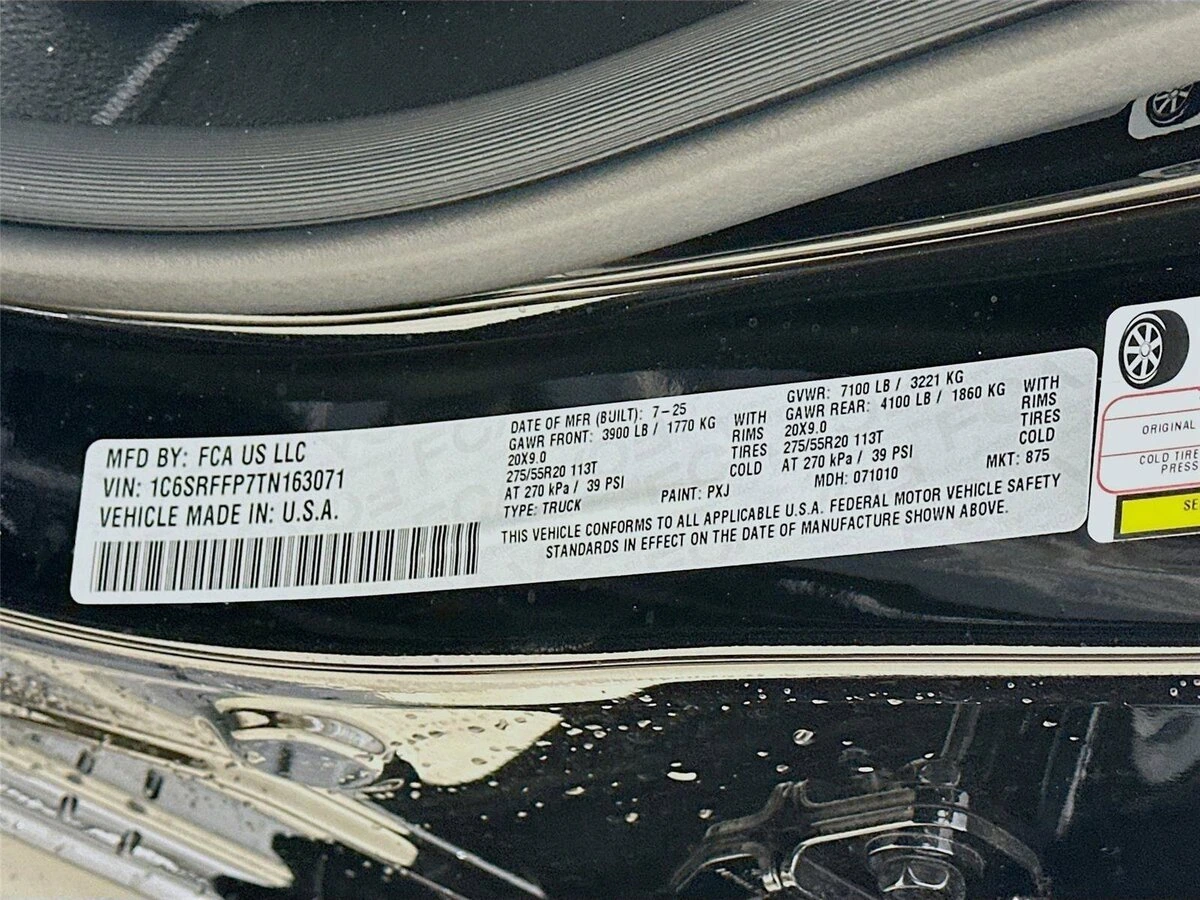 MFD BY: FCA US LLC
VIN: 1C6SRFFP7TN163071
VEHICLE MADE IN: U.S.A.
DATE OF MFR (BUILT): 7-25
GAWR FRONT: 3900 LB / 1770 KG WITH
20X9.0 RIMS
275/55R20 113T TIRES
AT 270 kPa / 39 PSI COLD
TYPE: TRUCK PAINT: PXJ
GVWR: 7100 LB / 3221 KG
GAWR REAR: 4100 LB / 1860 KG WITH
20X9.0 RIMS
275/55R20 113T TIRES
AT 270 kPa / 39 PSI COLD
MDH: 071010 MKT: 875
THIS VEHICLE CONFORMS TO ALL APPLICABLE U.S.A. FEDERAL MOTOR VEHICLE SAFETY
STANDARDS IN EFFECT ON THE DATE OF MANUFACTURE SHOWN ABOVE.
ORIGINAL
COLD TIRE
PRESS
SE